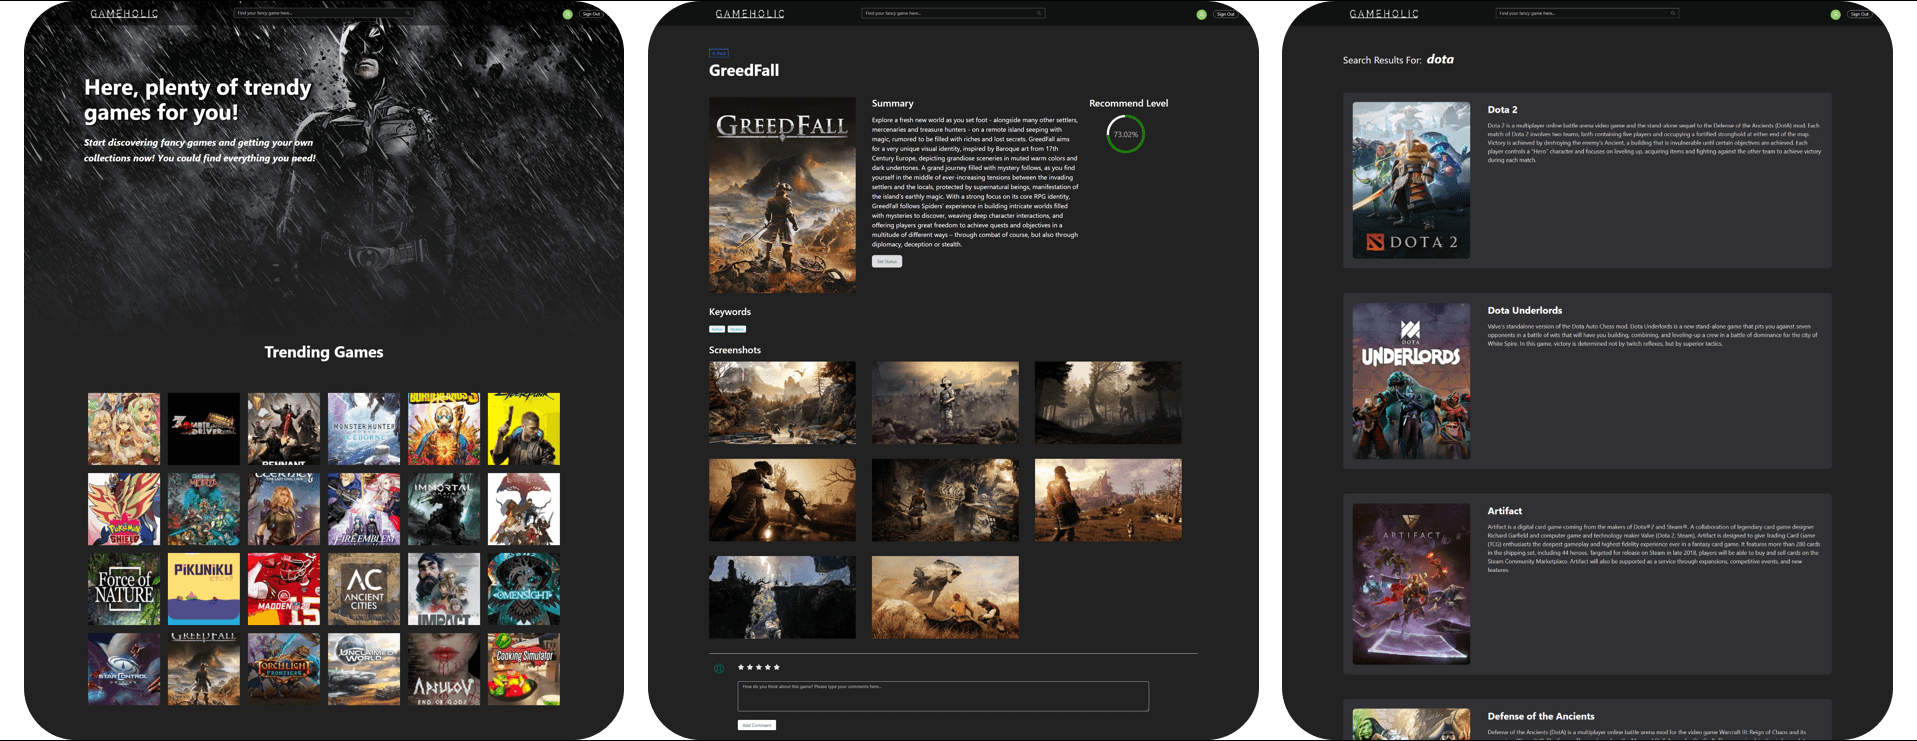 GAMEHOLIC
Find your fancy game here...
Sign Out
Here, plenty of trendy
games for you!
Start discovering fancy games and getting your own
collections now! You could find everything you need!
Trending Games
ZOMBIE
DRIVER
REMNANT
MONSTER HUNTER
WORLD
ICEBORNE
BORDERLANDS 3
POKÉMON
SHIELD
FIRE EMBLEM
IMMORTAL
UNCHAINED
Force of
NATURE
PIKUNIKU
MADDEN 20
AC
ANCIENT
CITIES
IMPACT
OMENSIGHT
STAR CONTROL
GREEDFALL
TORCHLIGHT
FRONTIERS
UNCLAIMED
WORLD
APSULOV
END OF GODS
Cooking Simulator
GAMEHOLIC
Find your fancy game here...
Sign Out
< Back
GreedFall
GREEDFALL
Summary
Explore a fresh new world as you set foot - alongside many other settlers,
mercenaries and treasure hunters - on a remote island seeping with
magic, rumored to be filled with riches and lost secrets. GreedFall aims
for a very unique visual identity, inspired by Baroque art from 17th
Century Europe, depicting grandiose sceneries in muted warm colors and
dark undertones. A grand journey filled with mystery follows, as you find
yourself in the middle of ever-increasing tensions between the invading
settlers and the locals, protected by supernatural beings, manifestation of
the island's earthly magic. With a strong focus on its core RPG identity,
GreedFall follows Spiders' experience in building intricate worlds filled
with mysteries to discover, weaving deep character interactions, and
offering players great freedom to achieve quests and objectives in a
multitude of different ways – through combat of course, but also through
diplomacy, deception or stealth.
Set Status
Recommend Level
73.02%
Keywords
Mystery
Screenshots
How do you think about this game? Please type your comments here...
Add Comment
GAMEHOLIC
Find your fancy game here...
Sign Out
Search Results For: dota
DOTA 2
Dota 2
Dota 2 is a multiplayer online battle arena video game and the stand-alone sequel to the Defense of the Ancients (DotA) mod. Each
match of Dota 2 involves two teams, both containing five players and occupying a fortified stronghold at either end of the map.
Victory is achieved by destroying the enemy's Ancient, a building that is invulnerable until certain objectives are achieved. Each
player controls a "Hero" character and focuses on leveling up, acquiring items and fighting against the other team to achieve victory
during each match.
DOTA
UNDERLORDS
Dota Underlords
Valve's standalone version of the Dota Auto Chess mod. Dota Underlords is a new stand-alone game that pits you against seven
opponents in a battle of wits that will have you building, combining, and leveling-up a crew in a battle of dominance for the city of
White Spire. In this game, victory is determined not by twitch reflexes, but by superior tactics.
ARTIFACT
Artifact
Artifact is a digital card game coming from the makers of Dota®2 and Steam®. A collaboration of legendary card game designer
Richard Garfield and computer game and technology maker Valve (Dota 2, Steam), Artifact is designed to give Trading Card Game
(TCG) enthusiasts the deepest gameplay and highest fidelity experience ever in a fantasy card game. It features more than 280 cards
in the shipping set, including 44 heroes. Targeted for release on Steam in late 2018, players will be able to buy and sell cards on the
Steam Community Marketplace. Artifact will also be supported as a service through expansions, competitive events, and new
features.
Defense of the Ancients
Defense of the Ancients (DotA) is a multiplayer online battle arena mod for the video game Warcraft III: Reign of Chaos and its